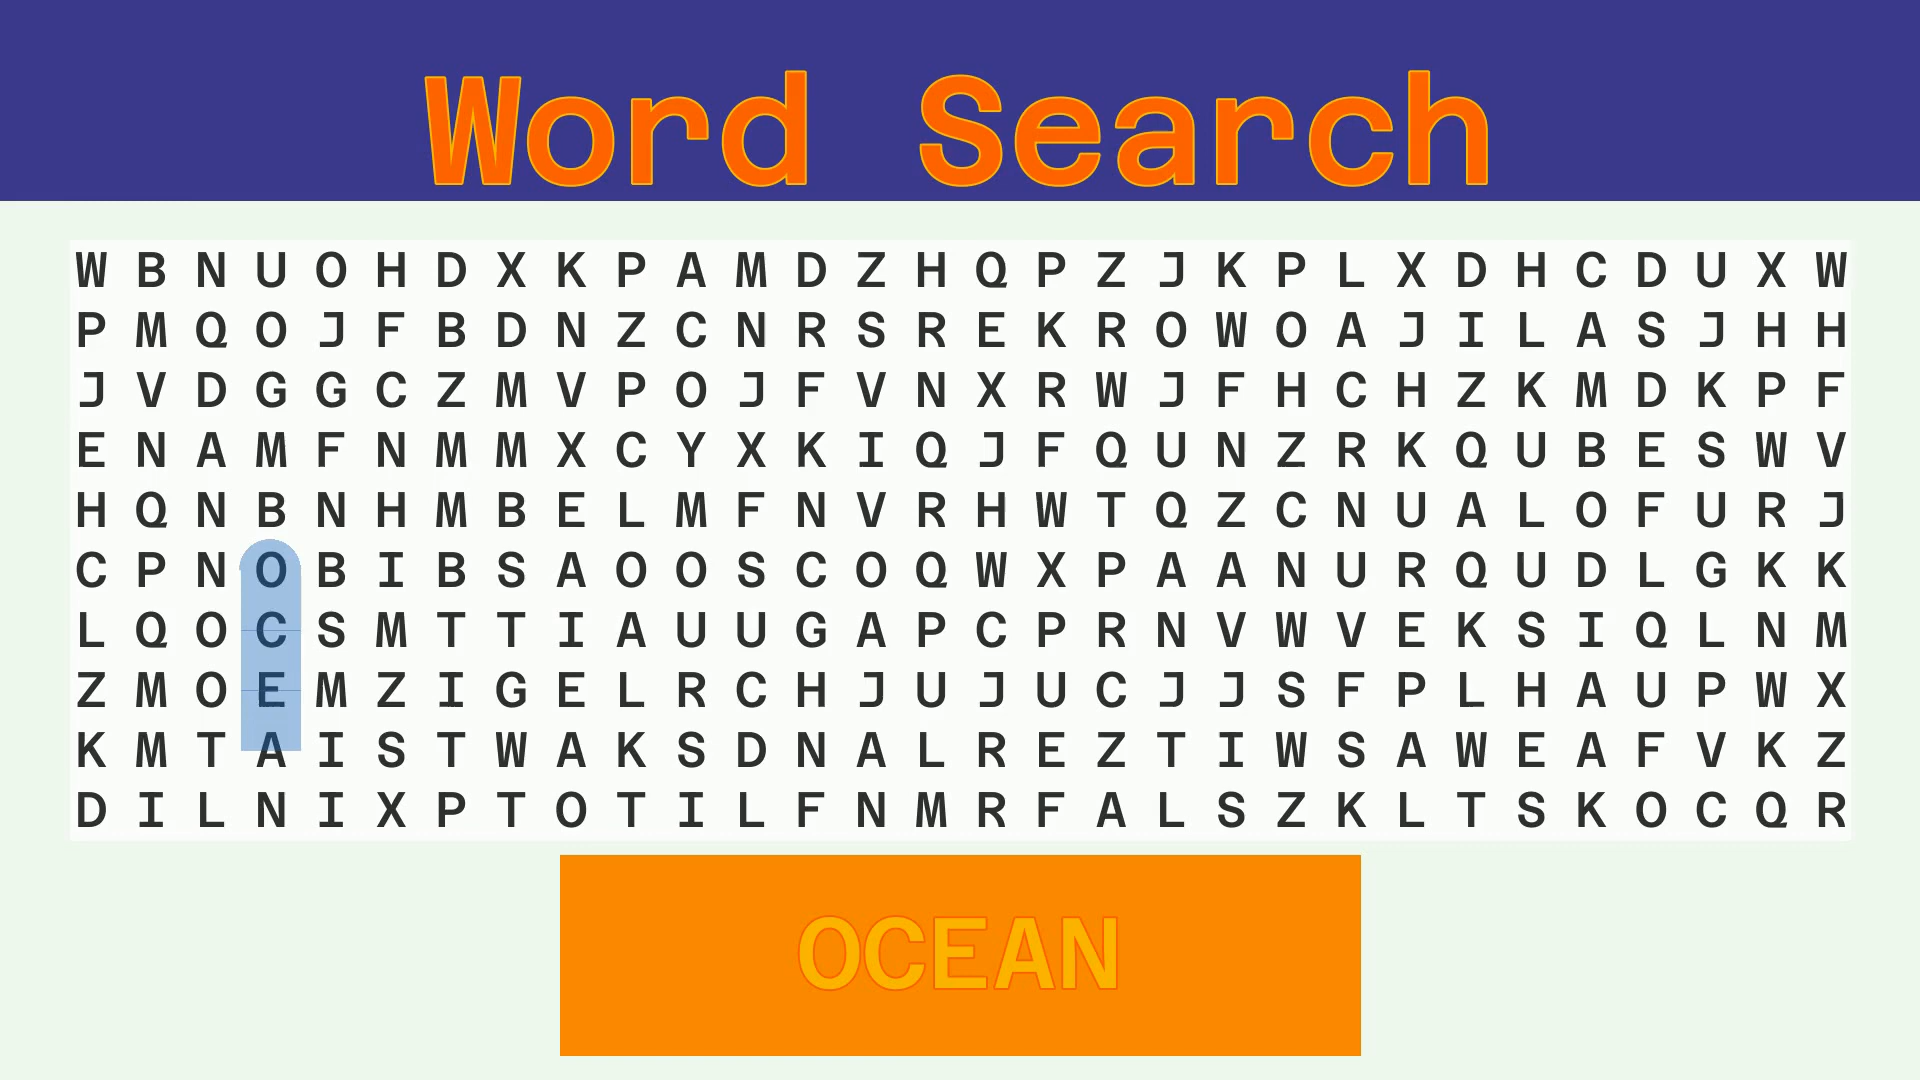 Word Search
W B N U O H D X K P A M D Z H Q P Z J K P L X D H C D U X W
P M Q O J F B D N Z C N R S R E K R O W O A J I L A S J H H
J V D G G C Z M V P O J F V N X R W J F H C H Z K M D K P F
E N A M F N M M X C Y X K I Q J F Q U N Z R K Q U B E S W V
H Q N B N H M B E L M F N V R H W T Q Z C N U A L O F U R J
C P N O B I B S A O O S C O Q W X P A A N U R Q U D L G K K
L Q O C S M T T I A U U G A P C P R N V W V E K S I Q L N M
Z M O E M Z I G E L R C H J U J U C J J S F P L H A U P W X
K M T A I S T W A K S D N A L R E Z T I W S A W E A F V K Z
D I L N I X P T O T I L F N M R F A L S Z K L T S K O C Q R
OCEAN